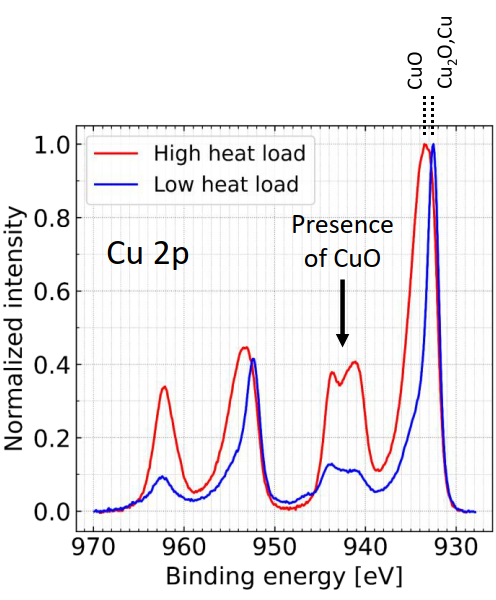 CuO
Cu₂O,Cu
1.0
0.8
0.6
0.4
0.2
0.0
High heat load
Low heat load
Cu 2p
Presence
of CuO
Normalized intensity
970
960
950
940
930
Binding energy [eV]